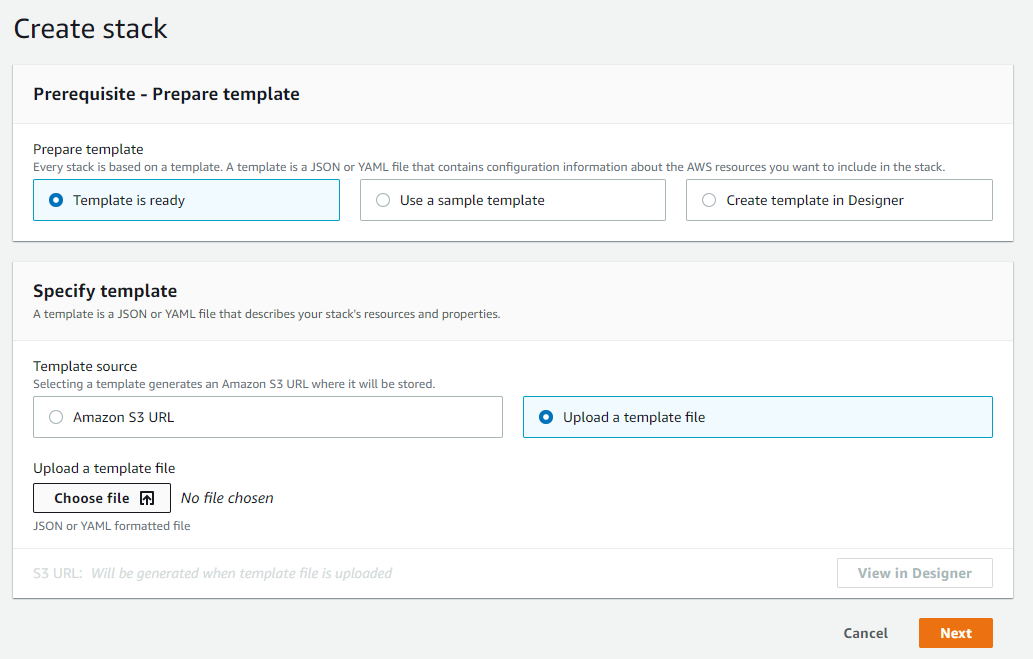 Create stack
Prerequisite - Prepare template
Prepare template
Every stack is based on a template. A template is a JSON or YAML file that contains configuration information about the AWS resources you want to include in the stack.
Template is ready
Use a sample template
Create template in Designer
Specify template
A template is a JSON or YAML file that describes your stack's resources and properties.
Template source
Selecting a template generates an Amazon S3 URL where it will be stored.
Amazon S3 URL
Upload a template file
Upload a template file
Choose file
No file chosen
JSON or YAML formatted file
S3 URL: Will be generated when template file is uploaded
View in Designer
Cancel
Next